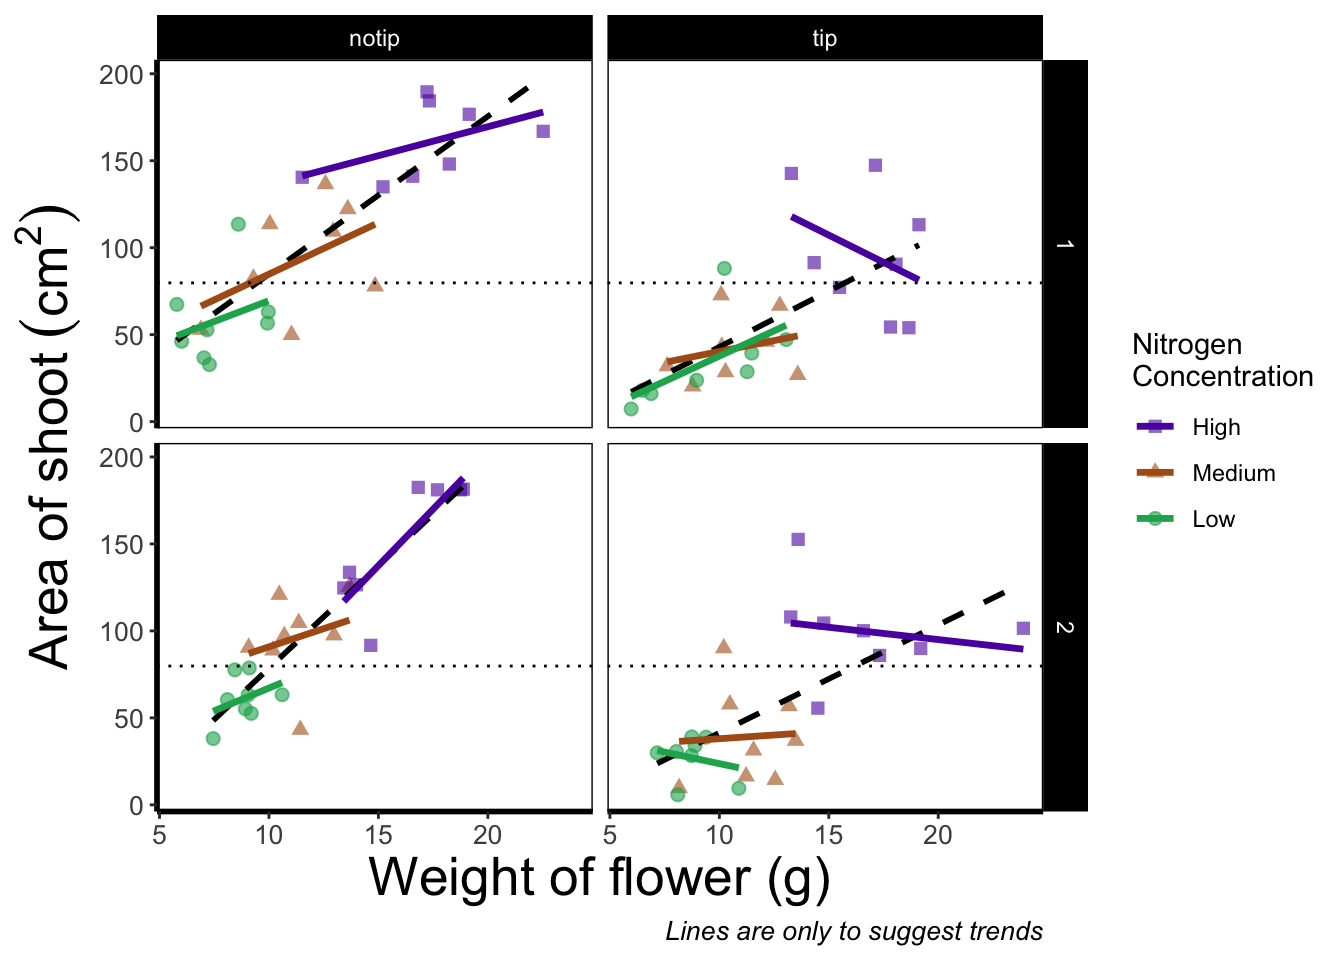 notip tip
200
150
100
50
0
1
200
150
100
50
0
2
5 10 15 20 5 10 15 20
Area of shoot (cm²)
Weight of flower (g)
Lines are only to suggest trends
Nitrogen
Concentration
High
Medium
Low